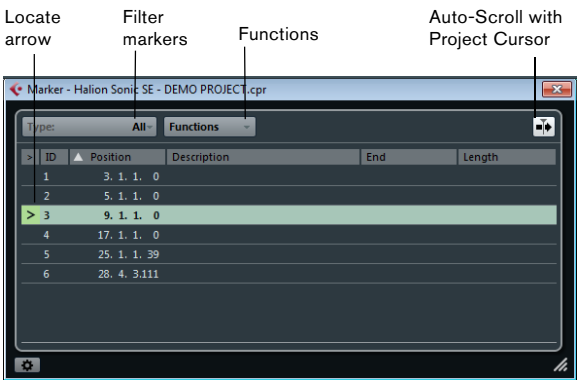 Locate arrow
Filter markers
Functions
Auto-Scroll with Project Cursor
Marker - Halion Sonic SE - DEMO PROJECT.cpr
Type: All Functions
> ID Position Description End Length
1 3. 1. 1. 0
2 5. 1. 1. 0
> 3 9. 1. 1. 0
4 17. 1. 1. 0
5 25. 1. 1. 39
6 28. 4. 3.111